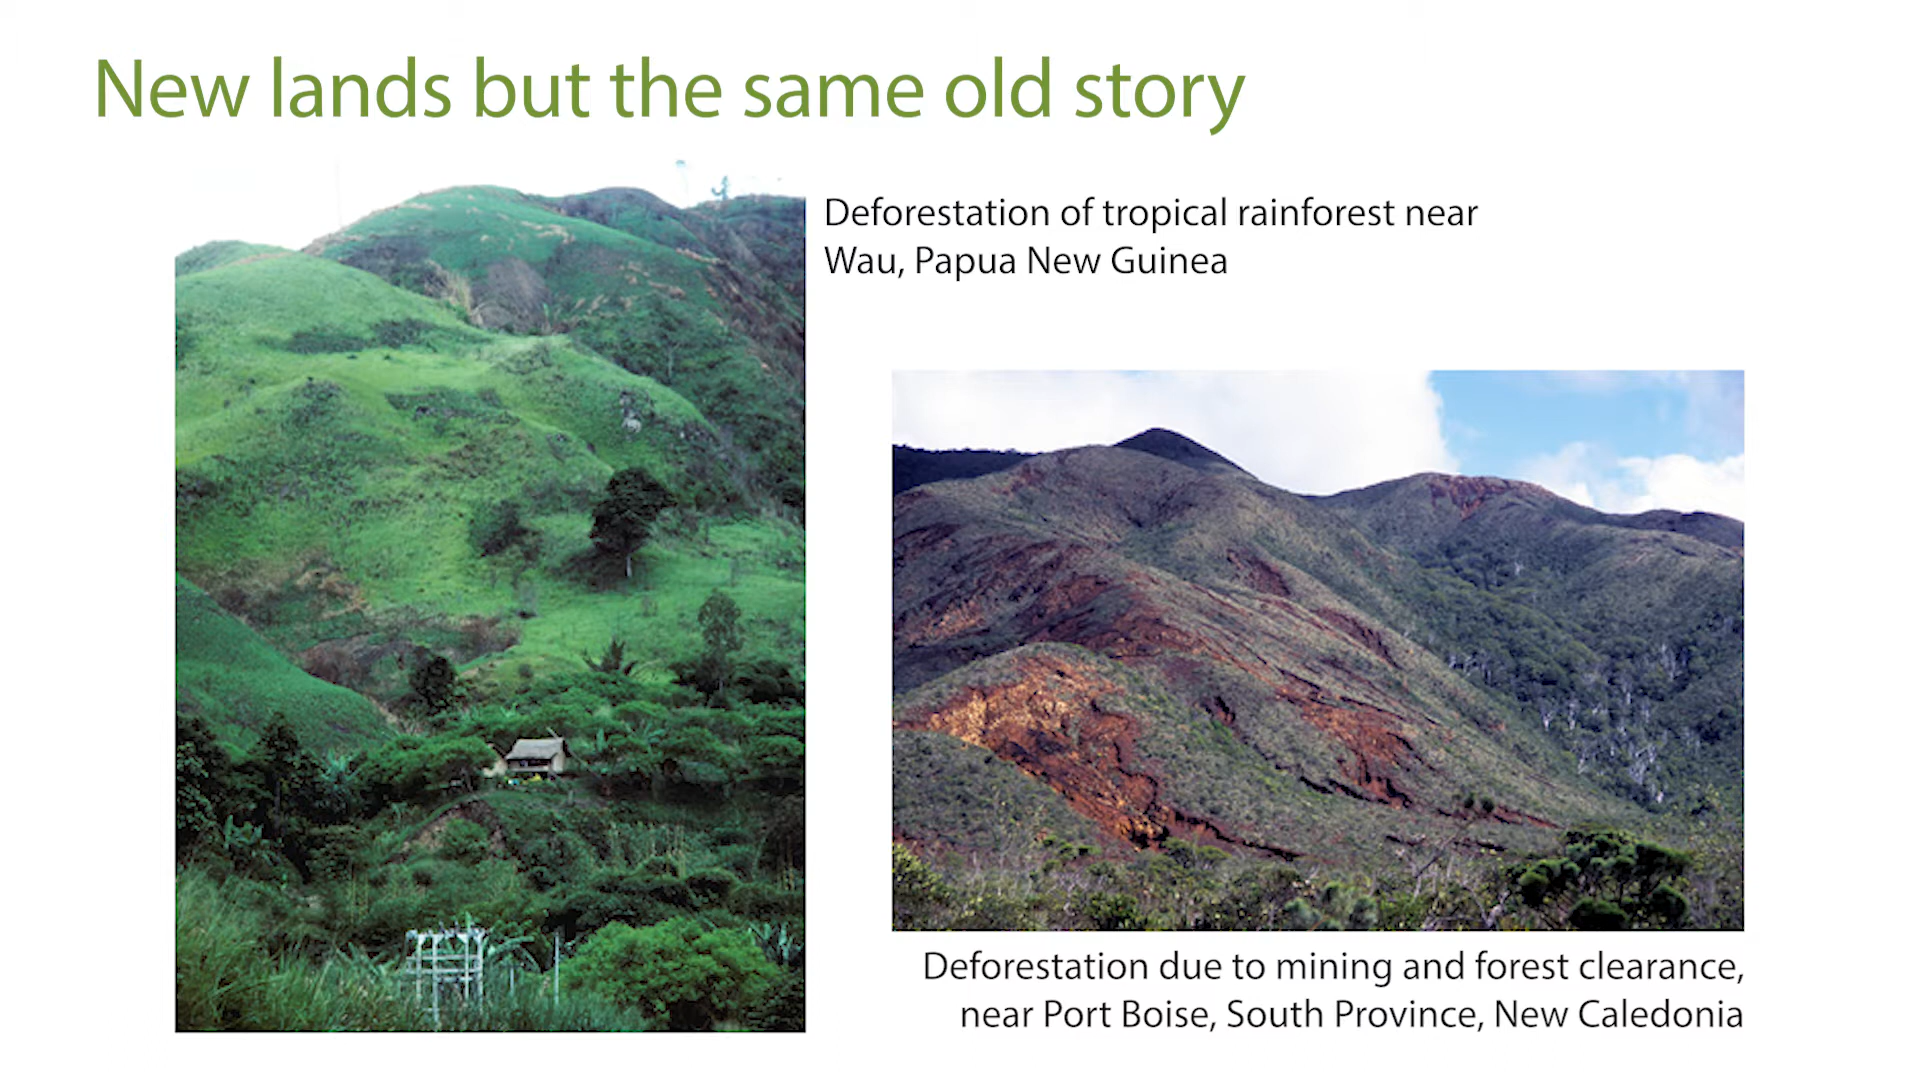 New lands but the same old story
Deforestation of tropical rainforest near
Wau, Papua New Guinea
Deforestation due to mining and forest clearance,
near Port Boise, South Province, New Caledonia